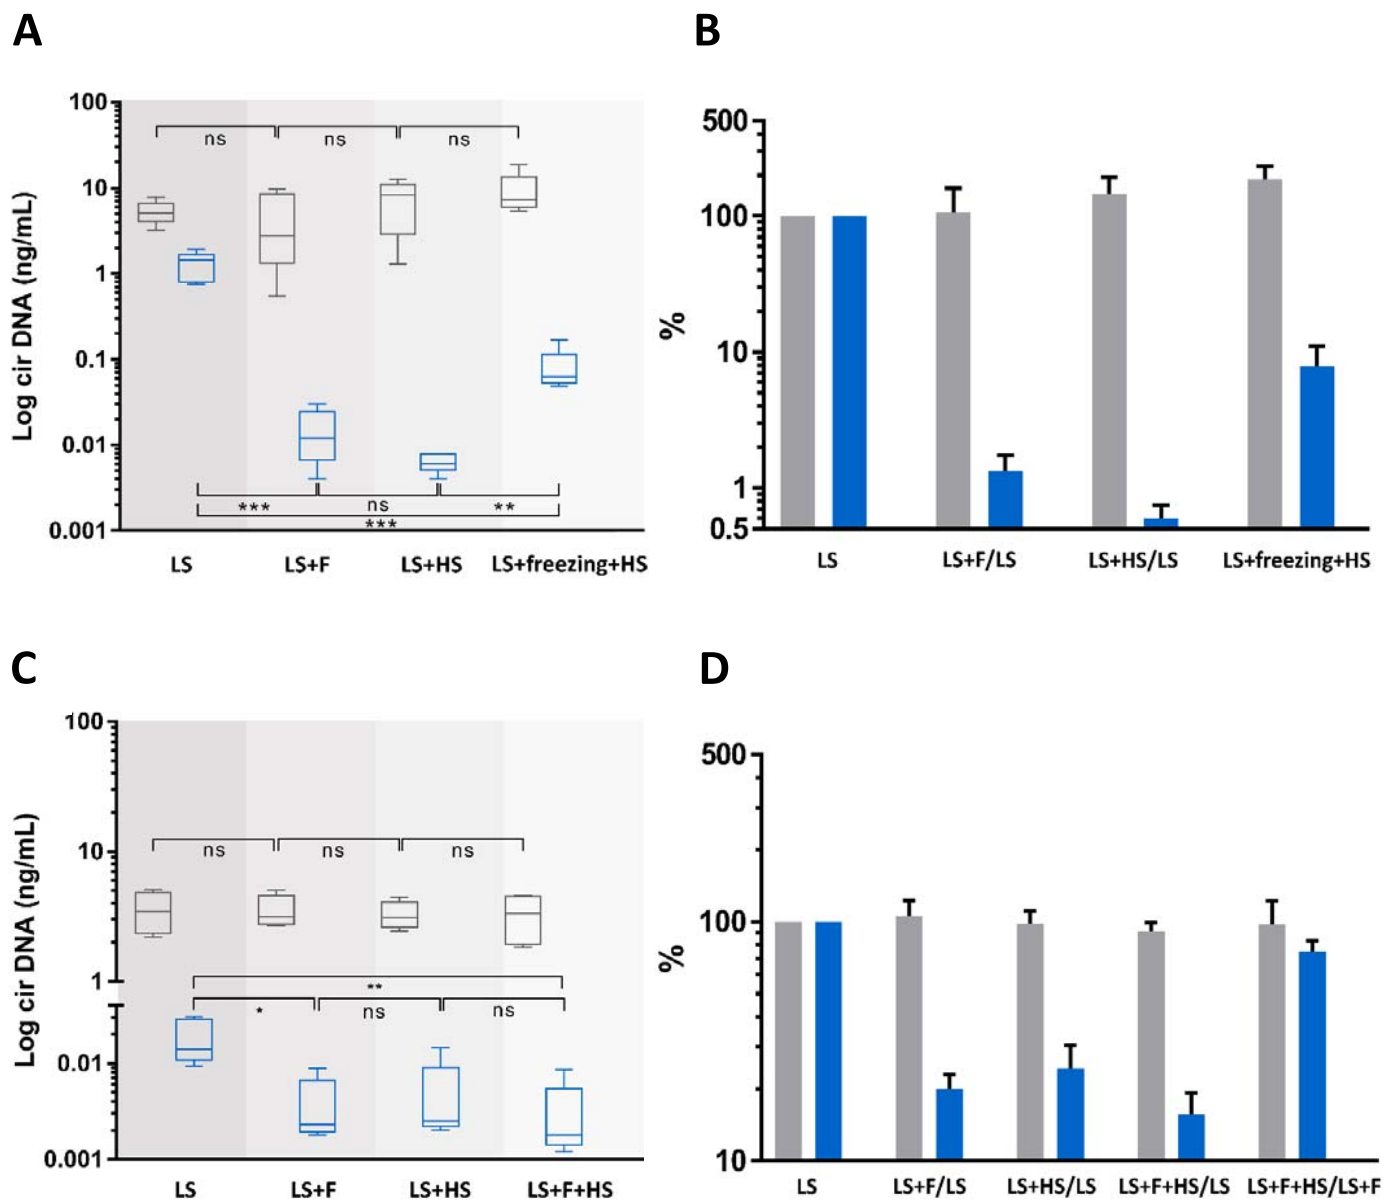 A
B
Log cir DNA (ng/mL)
100
10
1
0.1
0.01
0.001
ns
ns
ns
***
ns
**
***
LS
LS+F
LS+HS
LS+freezing+HS
%
500
100
10
1
0.5
LS
LS+F/LS
LS+HS/LS
LS+freezing+HS
C
D
Log cir DNA (ng/mL)
100
10
1
0.01
0.001
ns
ns
ns
**
*
ns
ns
LS
LS+F
LS+HS
LS+F+HS
%
500
100
10
LS
LS+F/LS
LS+HS/LS
LS+F+HS/LS
LS+F+HS/LS+F